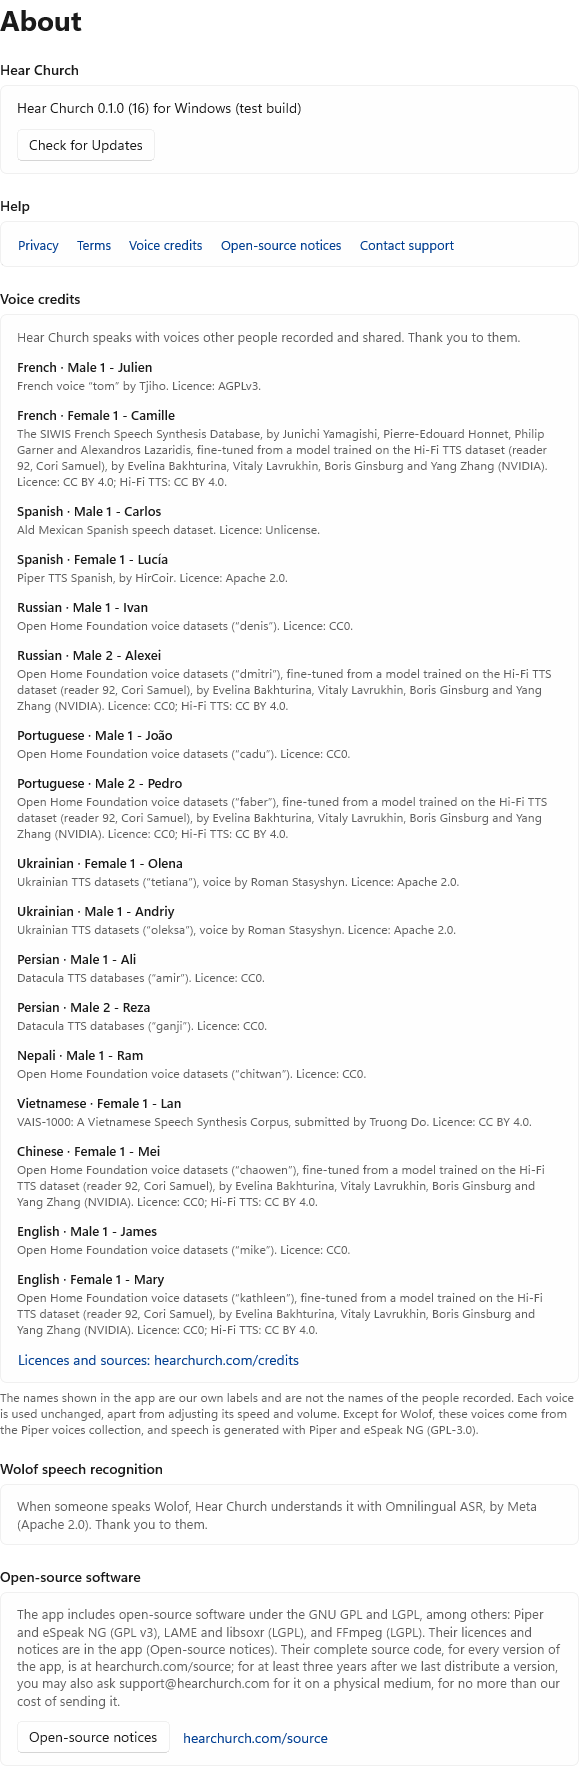 About
Hear Church
Hear Church 0.1.0 (16) for Windows (test build)
Check for Updates
Help
Privacy Terms Voice credits Open-source notices Contact support
Voice credits
Hear Church speaks with voices other people recorded and shared. Thank you to them.
French · Male 1 - Julien
French voice “tom” by Tjiho. Licence: AGPLv3.
French · Female 1 - Camille
The SIWIS French Speech Synthesis Database, by Junichi Yamagishi, Pierre-Edouard Honnet, Philip
Garner and Alexandros Lazaridis, fine-tuned from a model trained on the Hi-Fi TTS dataset (reader
92, Cori Samuel), by Evelina Bakhturina, Vitaly Lavrukhin, Boris Ginsburg and Yang Zhang (NVIDIA).
Licence: CC BY 4.0; Hi-Fi TTS: CC BY 4.0.
Spanish · Male 1 - Carlos
Ald Mexican Spanish speech dataset. Licence: Unlicense.
Spanish · Female 1 - Lucía
Piper TTS Spanish, by HirCoir. Licence: Apache 2.0.
Russian · Male 1 - Ivan
Open Home Foundation voice datasets (“denis”). Licence: CC0.
Russian · Male 2 - Alexei
Open Home Foundation voice datasets (“dmitri”), fine-tuned from a model trained on the Hi-Fi TTS
dataset (reader 92, Cori Samuel), by Evelina Bakhturina, Vitaly Lavrukhin, Boris Ginsburg and Yang
Zhang (NVIDIA). Licence: CC0; Hi-Fi TTS: CC BY 4.0.
Portuguese · Male 1 - João
Open Home Foundation voice datasets (“cadu”). Licence: CC0.
Portuguese · Male 2 - Pedro
Open Home Foundation voice datasets (“faber”), fine-tuned from a model trained on the Hi-Fi TTS
dataset (reader 92, Cori Samuel), by Evelina Bakhturina, Vitaly Lavrukhin, Boris Ginsburg and Yang
Zhang (NVIDIA). Licence: CC0; Hi-Fi TTS: CC BY 4.0.
Ukrainian · Female 1 - Olena
Ukrainian TTS datasets (“tetiana”), voice by Roman Stasyshyn. Licence: Apache 2.0.
Ukrainian · Male 1 - Andriy
Ukrainian TTS datasets (“oleksa”), voice by Roman Stasyshyn. Licence: Apache 2.0.
Persian · Male 1 - Ali
Datacula TTS databases (“amir”). Licence: CC0.
Persian · Male 2 - Reza
Datacula TTS databases (“ganji”). Licence: CC0.
Nepali · Male 1 - Ram
Open Home Foundation voice datasets (“chitwan”). Licence: CC0.
Vietnamese · Female 1 - Lan
VAIS-1000: A Vietnamese Speech Synthesis Corpus, submitted by Truong Do. Licence: CC BY 4.0.
Chinese · Female 1 - Mei
Open Home Foundation voice datasets (“chaowen”), fine-tuned from a model trained on the Hi-Fi
TTS dataset (reader 92, Cori Samuel), by Evelina Bakhturina, Vitaly Lavrukhin, Boris Ginsburg and
Yang Zhang (NVIDIA). Licence: CC0; Hi-Fi TTS: CC BY 4.0.
English · Male 1 - James
Open Home Foundation voice datasets (“mike”). Licence: CC0.
English · Female 1 - Mary
Open Home Foundation voice datasets (“kathleen”), fine-tuned from a model trained on the Hi-Fi
TTS dataset (reader 92, Cori Samuel), by Evelina Bakhturina, Vitaly Lavrukhin, Boris Ginsburg and
Yang Zhang (NVIDIA). Licence: CC0; Hi-Fi TTS: CC BY 4.0.
Licences and sources: hearchurch.com/credits
The names shown in the app are our own labels and are not the names of the people recorded. Each voice
is used unchanged, apart from adjusting its speed and volume. Except for Wolof, these voices come from
the Piper voices collection, and speech is generated with Piper and eSpeak NG (GPL-3.0).
Wolof speech recognition
When someone speaks Wolof, Hear Church understands it with Omnilingual ASR, by Meta
(Apache 2.0). Thank you to them.
Open-source software
The app includes open-source software under the GNU GPL and LGPL, among others: Piper
and eSpeak NG (GPL v3), LAME and libsoxr (LGPL), and FFmpeg (LGPL). Their licences and
notices are in the app (Open-source notices). Their complete source code, for every version of
the app, is at hearchurch.com/source; for at least three years after we last distribute a version,
you may also ask support@hearchurch.com for it on a physical medium, for no more than our
cost of sending it.
Open-source notices hearchurch.com/source